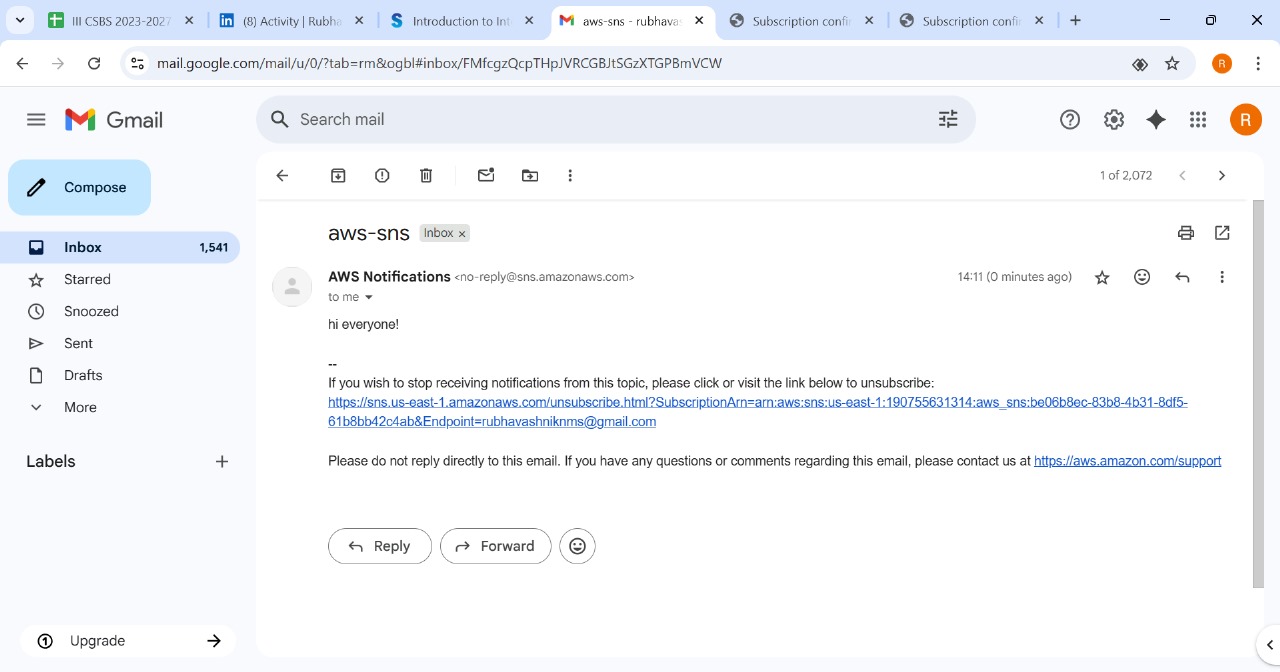 III CSBS 2023-2027
(8) Activity | Rubha
Introduction to Int
aws-sns - rubhavas
Subscription confi
Subscription confi
mail.google.com/mail/u/0/?tab=rm&ogbl#inbox/FMfcgzQcpTHpJVRCGBJtSGzXTGPBmVCW
R
Gmail
Search mail
R
Compose
1 of 2,072
Inbox 1,541
Starred
Snoozed
Sent
Drafts
More
Labels
Upgrade
aws-sns Inbox x
AWS Notifications <no-reply@sns.amazonaws.com> 14:11 (0 minutes ago)
to me
hi everyone!
--
If you wish to stop receiving notifications from this topic, please click or visit the link below to unsubscribe:
https://sns.us-east-1.amazonaws.com/unsubscribe.html?SubscriptionArn=arn:aws:sns:us-east-1:190755631314:aws_sns:be06b8ec-83b8-4b31-8df5-
61b8bb42c4ab&Endpoint=rubhavashniknms@gmail.com
Please do not reply directly to this email. If you have any questions or comments regarding this email, please contact us at https://aws.amazon.com/support
Reply
Forward